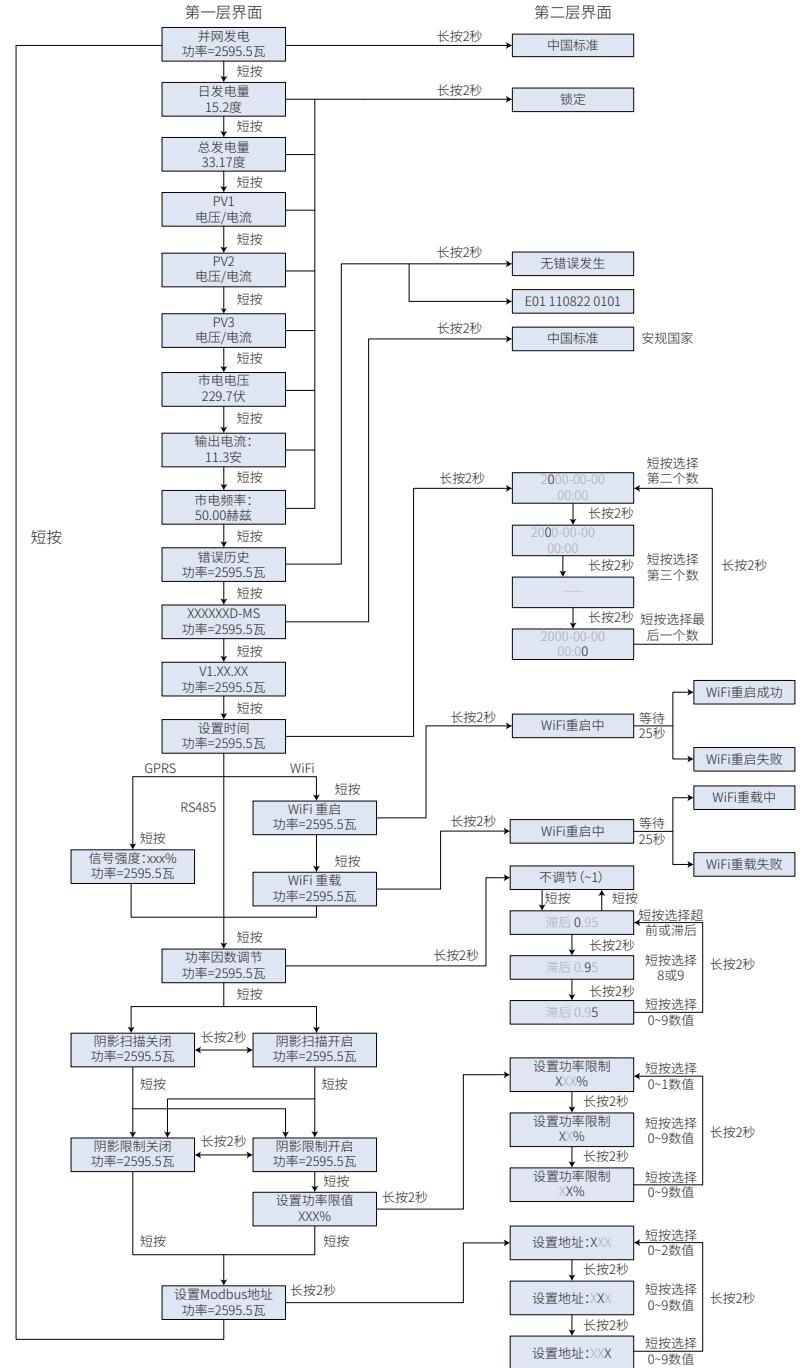 第一层界面
第二层界面
并网发电
功率=2595.5瓦
长按2秒
中国标准
短按
日发电量
15.2度
长按2秒
锁定
短按
总发电量
33.17度
短按
PV1
电压/电流
短按
PV2
电压/电流
长按2秒
无错误发生
短按
E01 110822 0101
PV3
电压/电流
长按2秒
中国标准
安规国家
短按
市电电压
229.7伏
短按
输出电流：
11.3安
短按
市电频率：
50.00赫兹
长按2秒
2000-00-00
00:00
短按选择
第二个数
长按2秒
短按
短按
错误历史
功率=2595.5瓦
2000-00-00
00:00
长按2秒
短按选择
第三个数
长按2秒
短按
XXXXXXD-MS
功率=2595.5瓦
......
长按2秒
短按选择最
后一个数
短按
2000-00-00
00:00
V1.XX.XX
功率=2595.5瓦
短按
设置时间
功率=2595.5瓦
长按2秒
WiFi重启中
等待
25秒
WiFi重启成功
WiFi重启失败
GPRS
WiFi
RS485
短按
WiFi 重启
功率=2595.5瓦
长按2秒
WiFi重启中
等待
25秒
WiFi重载中
WiFi重载失败
短按
信号强度:xxx%
功率=2595.5瓦
短按
WiFi 重载
功率=2595.5瓦
不调节 (~1)
短按
短按
滞后 0.95
短按选择超
前或滞后
长按2秒
短按
功率因数调节
功率=2595.5瓦
长按2秒
滞后 0.95
短按选择
8或9
长按2秒
长按2秒
滞后 0.95
短按选择
0~9数值
短按
阴影扫描关闭
功率=2595.5瓦
长按2秒
阴影扫描开启
功率=2595.5瓦
短按
短按
设置功率限制
XXX%
短按选择
0~1数值
长按2秒
设置功率限制
XX%
短按选择
0~9数值
长按2秒
长按2秒
设置功率限制
XX%
短按选择
0~9数值
阴影限制关闭
功率=2595.5瓦
长按2秒
阴影限制开启
功率=2595.5瓦
短按
设置功率限值
XXX%
长按2秒
短按
短按
设置Modbus地址
功率=2595.5瓦
长按2秒
设置地址:XXX
短按选择
0~2数值
长按2秒
设置地址:XXX
短按选择
0~9数值
长按2秒
长按2秒
设置地址:XXX
短按选择
0~9数值